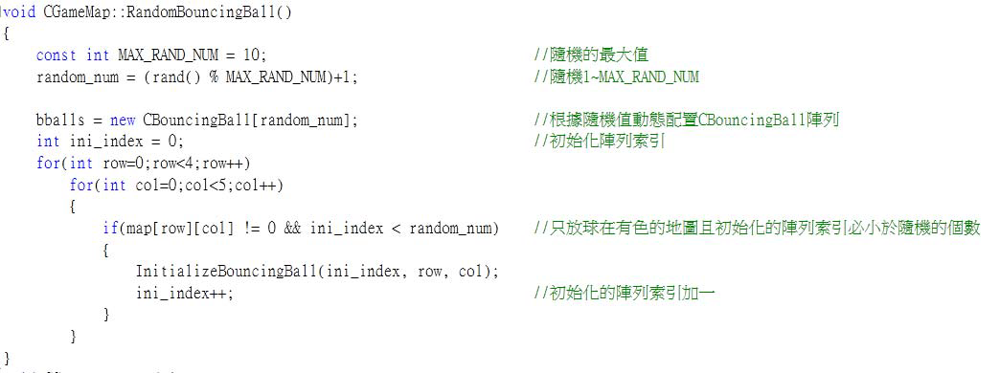 void CGameMap::RandomBouncingBall()
{
    const int MAX_RAND_NUM = 10;                    //隨機的最大值
    random_num = (rand() % MAX_RAND_NUM)+1;         //隨機1~MAX_RAND_NUM

    bballs = new CBouncingBall[random_num];         //根據隨機值動態配置CBouncingBall陣列
    int ini_index = 0;                              //初始化陣列索引
    for(int row=0;row<4;row++)
        for(int col=0;col<5;col++)
        {
            if(map[row][col] != 0 && ini_index < random_num)    //只放球在有色的地圖且初始化的陣列索引必小於隨機的個數
            {
                InitializeBouncingBall(ini_index, row, col);
                ini_index++;                        //初始化的陣列索引加一
            }
        }
}